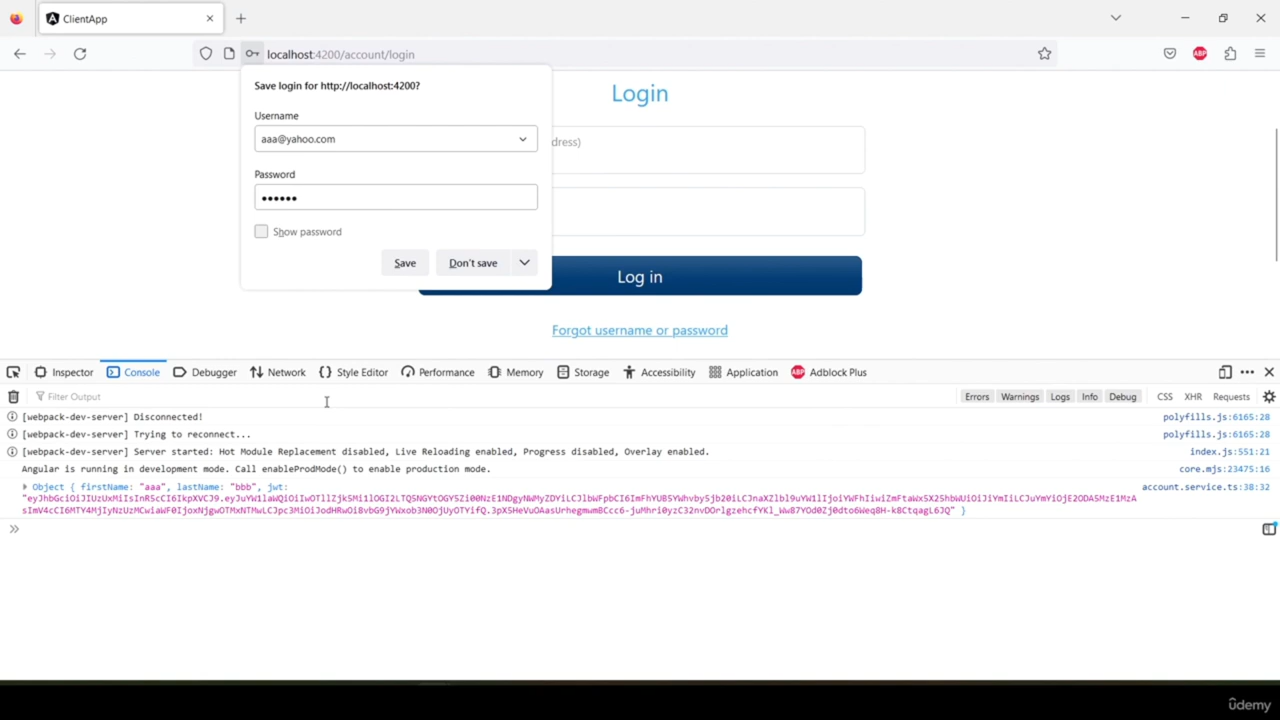 ClientApp
localhost:4200/account/login
Save login for http://localhost:4200?
Username
aaa@yahoo.com
Password
Show password
Save
Don't save
Login
dress)
Log in
Forgot username or password
Inspector Console Debugger Network Style Editor Performance Memory Storage Accessibility Application Adblock Plus
Filter Output Errors Warnings Logs Info Debug CSS XHR Requests
[webpack-dev-server] Disconnected! polyfills.js:6165:28
[webpack-dev-server] Trying to reconnect... polyfills.js:6165:28
[webpack-dev-server] Server started: Hot Module Replacement disabled, Live Reloading enabled, Progress disabled, Overlay enabled. index.js:551:21
Angular is running in development mode. Call enableProdMode() to enable production mode. core.mjs:23475:16
Object { firstName: "aaa", lastName: "bbb", jwt: account.service.ts:38:32
ûdemy